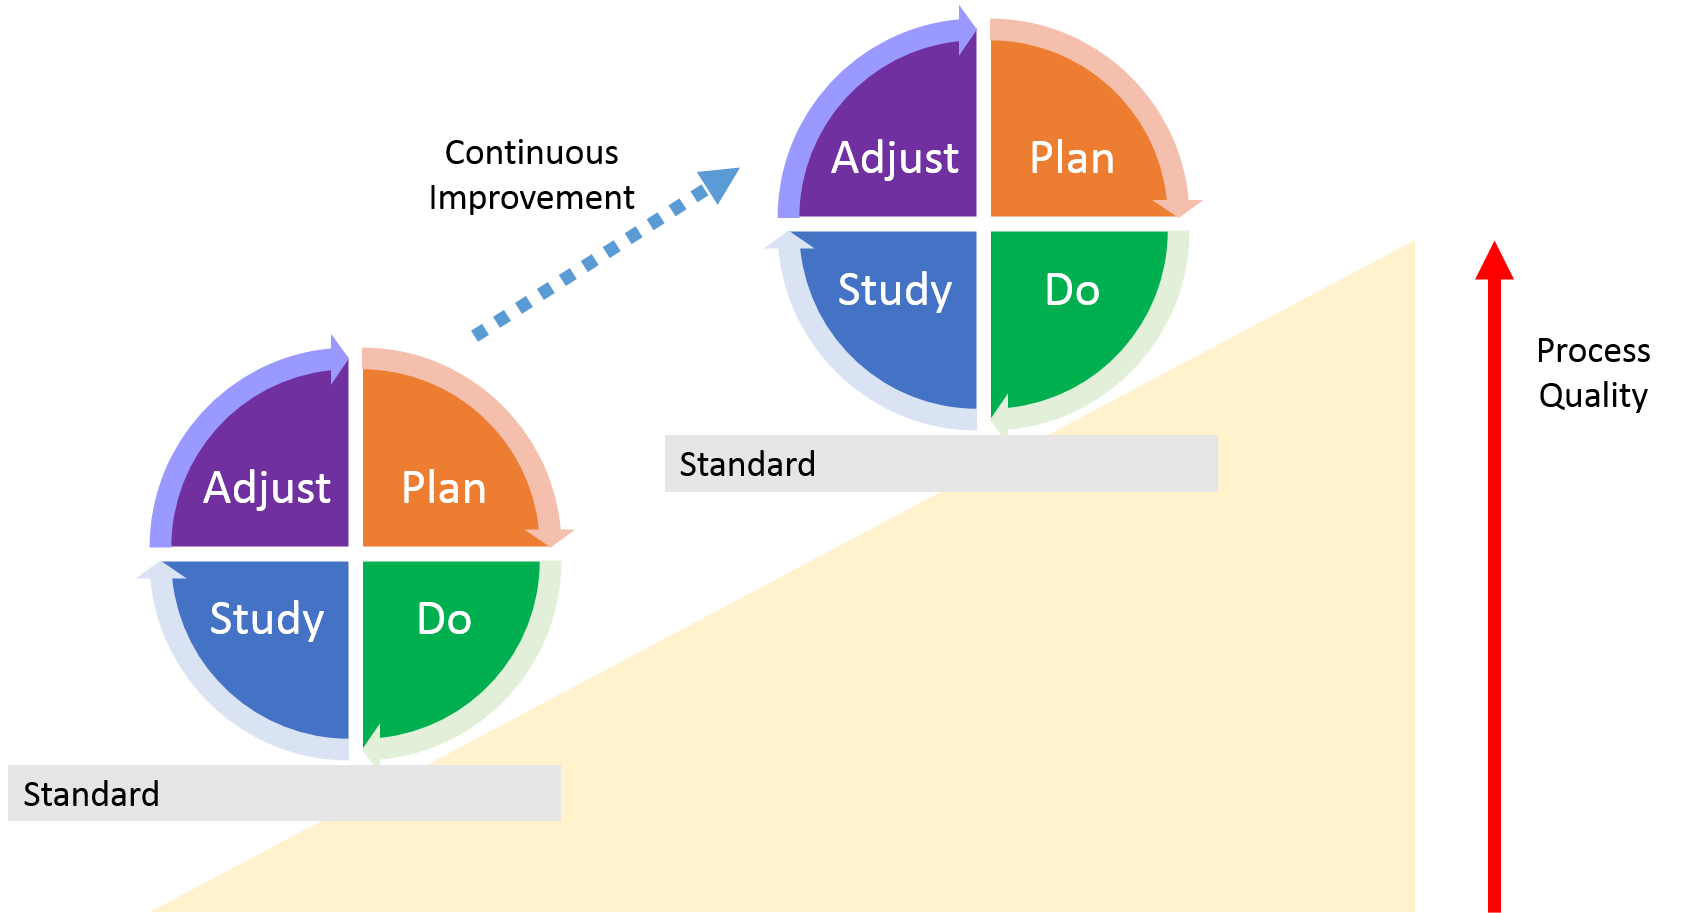 Adjust Plan
Study Do
Standard
Continuous
Improvement
Adjust Plan
Study Do
Standard
Process
Quality